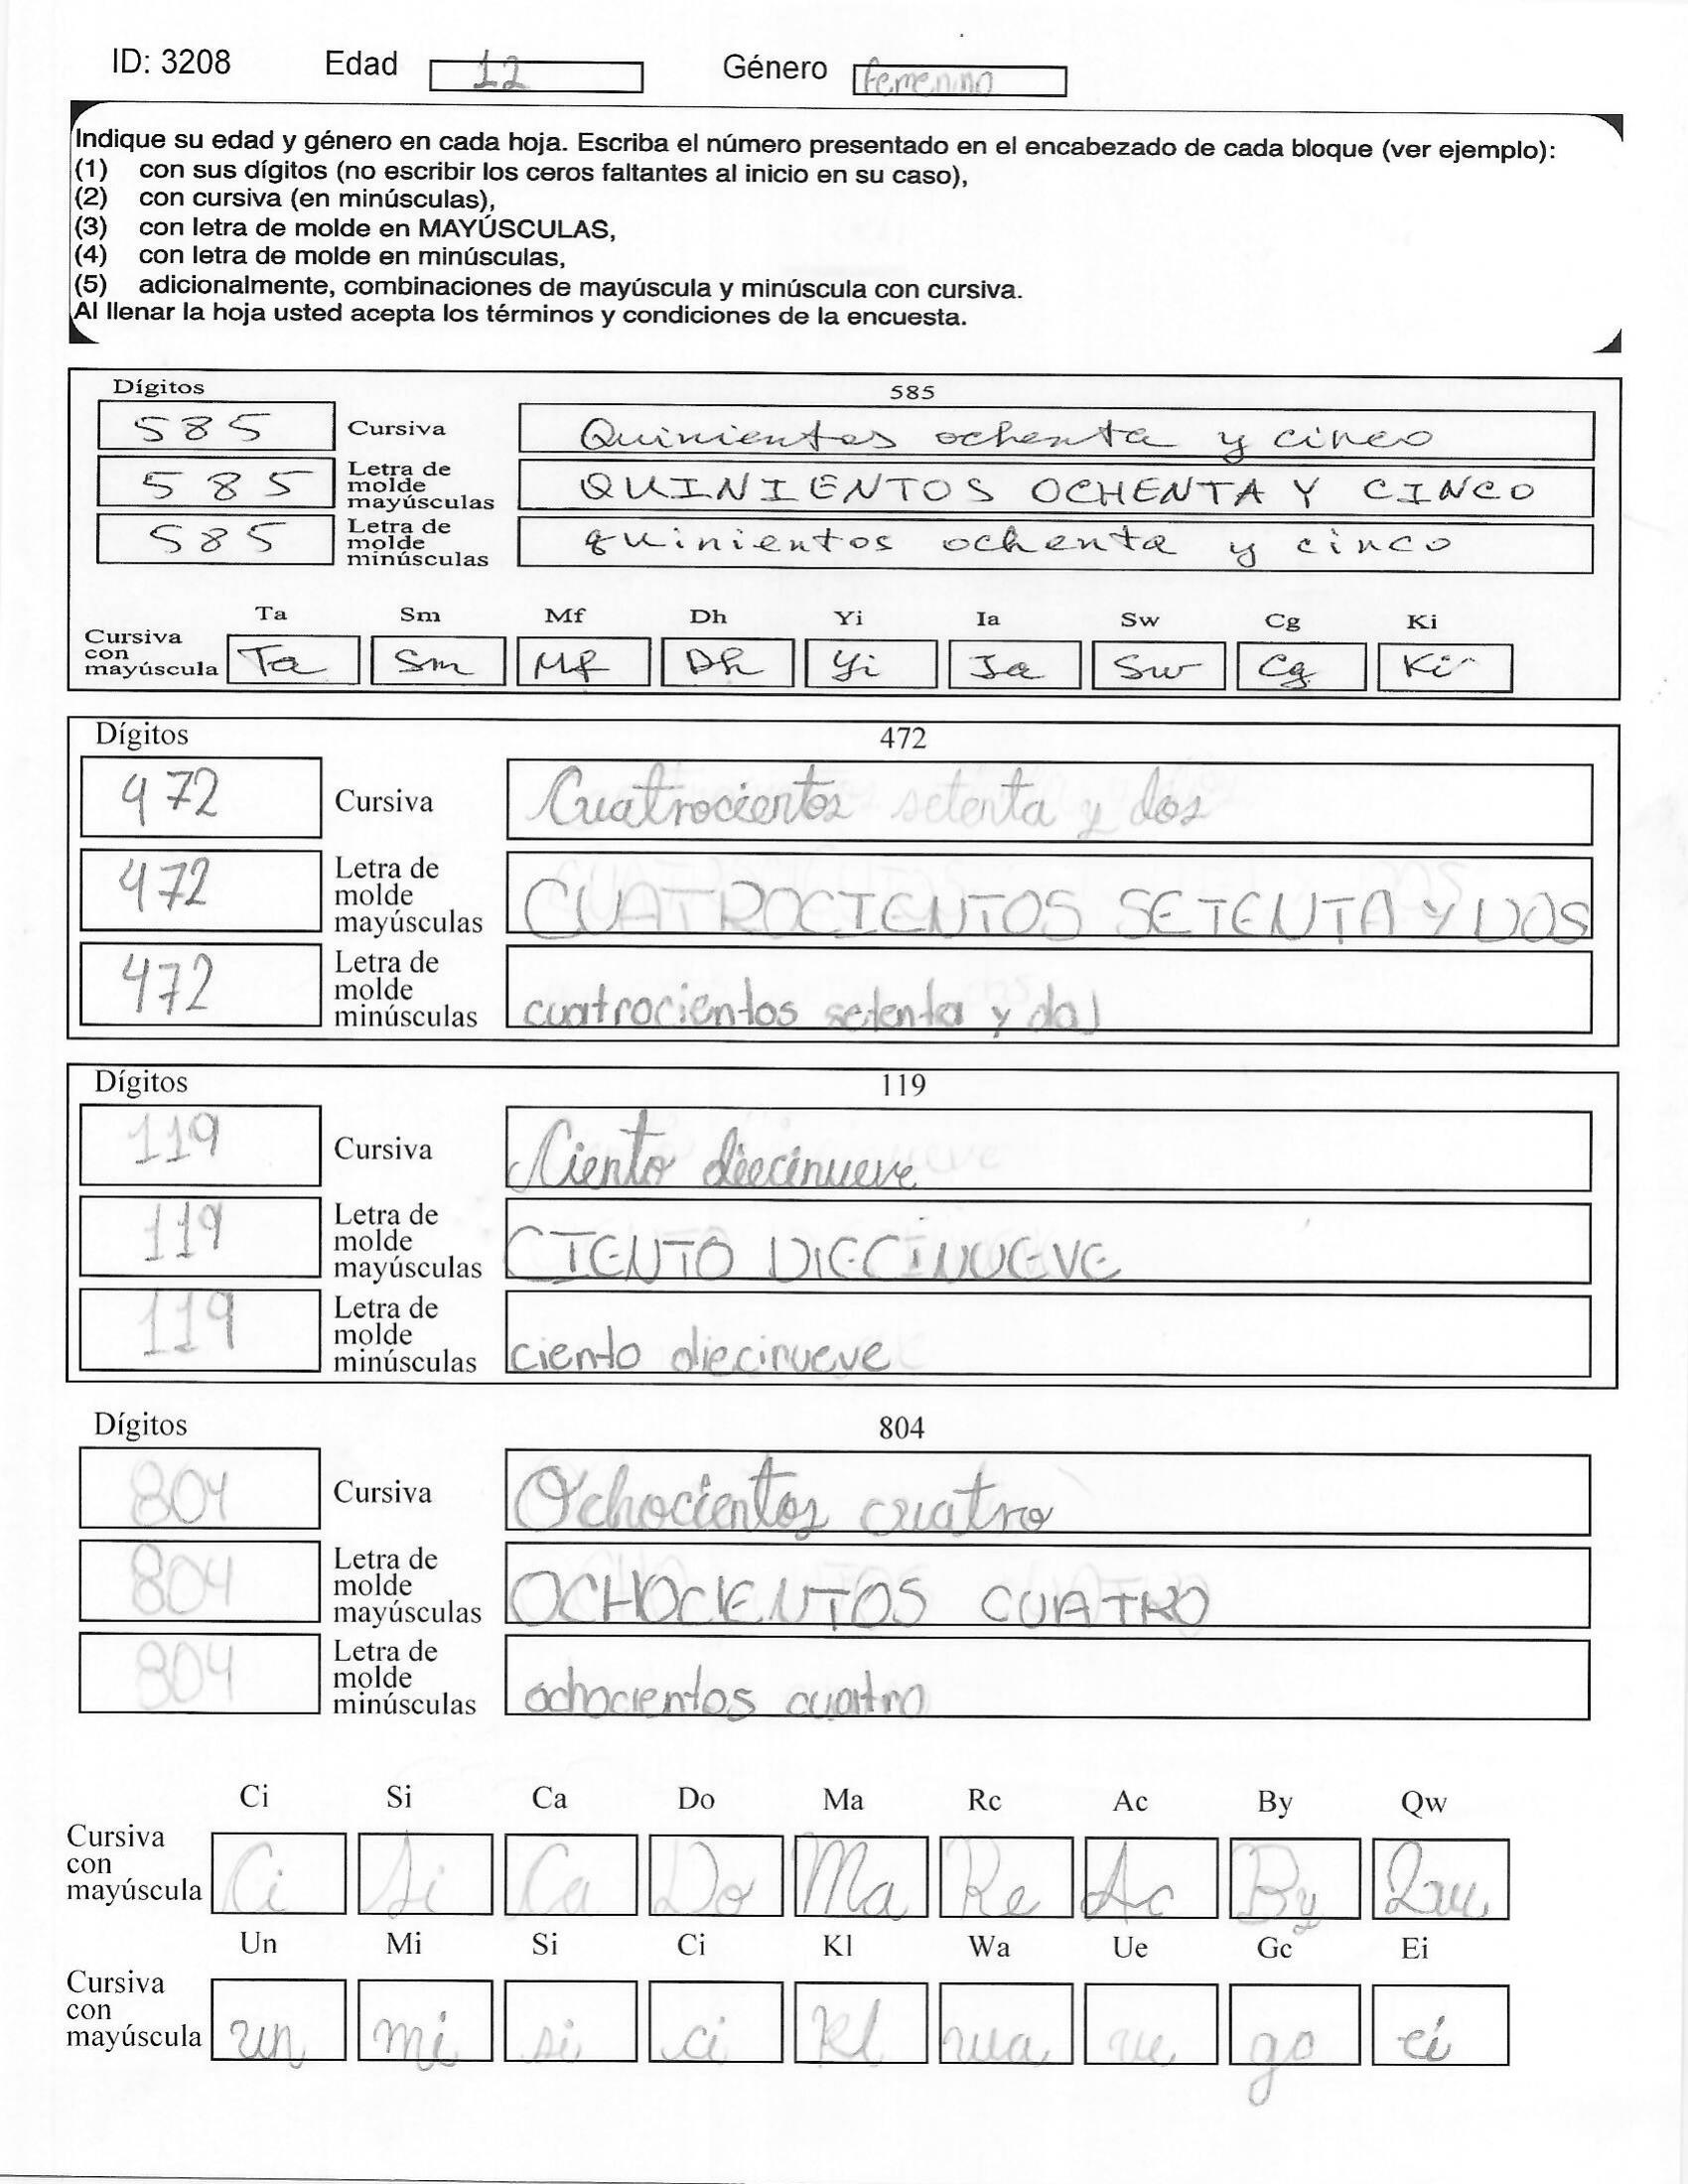 ID: 3208 Edad 12 Género femenino
Indique su edad y género en cada hoja. Escriba el número presentado en el encabezado de cada bloque (ver ejemplo):
(1) con sus dígitos (no escribir los ceros faltantes al inicio en su caso),
(2) con cursiva (en minúsculas),
(3) con letra de molde en MAYÚSCULAS,
(4) con letra de molde en minúsculas,
(5) adicionalmente, combinaciones de mayúscula y minúscula con cursiva.
Al llenar la hoja usted acepta los términos y condiciones de la encuesta.
Dígitos 585
585 Cursiva Quinientos ochenta y cinco
585 Letra de molde mayúsculas QUINIENTOS OCHENTA Y CINCO
585 Letra de molde minúsculas quinientos ochenta y cinco
Ta Sm Mf Dh Yi Ia Sw Cg Ki
Cursiva con mayúscula Ta Sm Mf Dh Yi Ia Sw Cg Ki
Dígitos 472
472 Cursiva Cuatrocientos setenta y dos
472 Letra de molde mayúsculas CUATROCIENTOS SETENTA Y DOS
472 Letra de molde minúsculas cuatrocientos setenta y dos
Dígitos 119
119 Cursiva Ciento diecinueve
119 Letra de molde mayúsculas CIENTO DIECINUEVE
119 Letra de molde minúsculas ciento diecinueve
Dígitos 804
804 Cursiva Ochocientos cuatro
804 Letra de molde mayúsculas OCHOCIENTOS CUATRO
804 Letra de molde minúsculas ochocientos cuatro
Ci Si Ca Do Ma Rc Ac By Qw
Cursiva con mayúscula Ci Si Ca Do Ma Re Ac By Qw
Un Mi Si Ci Kl Wa Ue Gc Ei
Cursiva con mayúscula un mi si ci Kl wa ue go ei